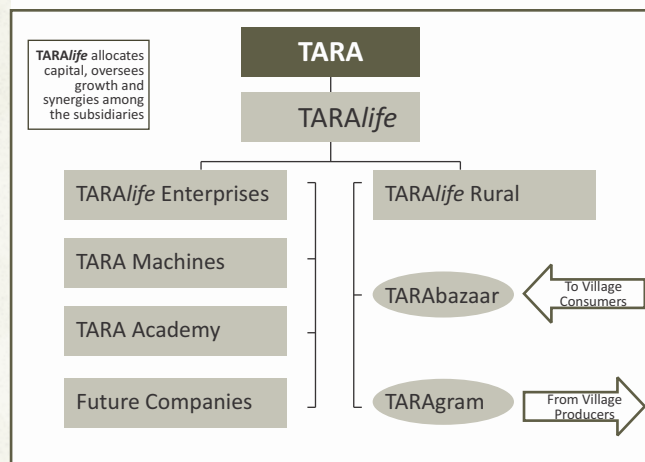 TARA
TARAlife allocates
capital, oversees
growth and
synergies among
the subsidiaries
TARAlife
TARAlife Enterprises
TARAlife Rural
TARA Machines
TARAbazaar
To Village
Consumers
TARA Academy
Future Companies
TARAgram
From Village
Producers